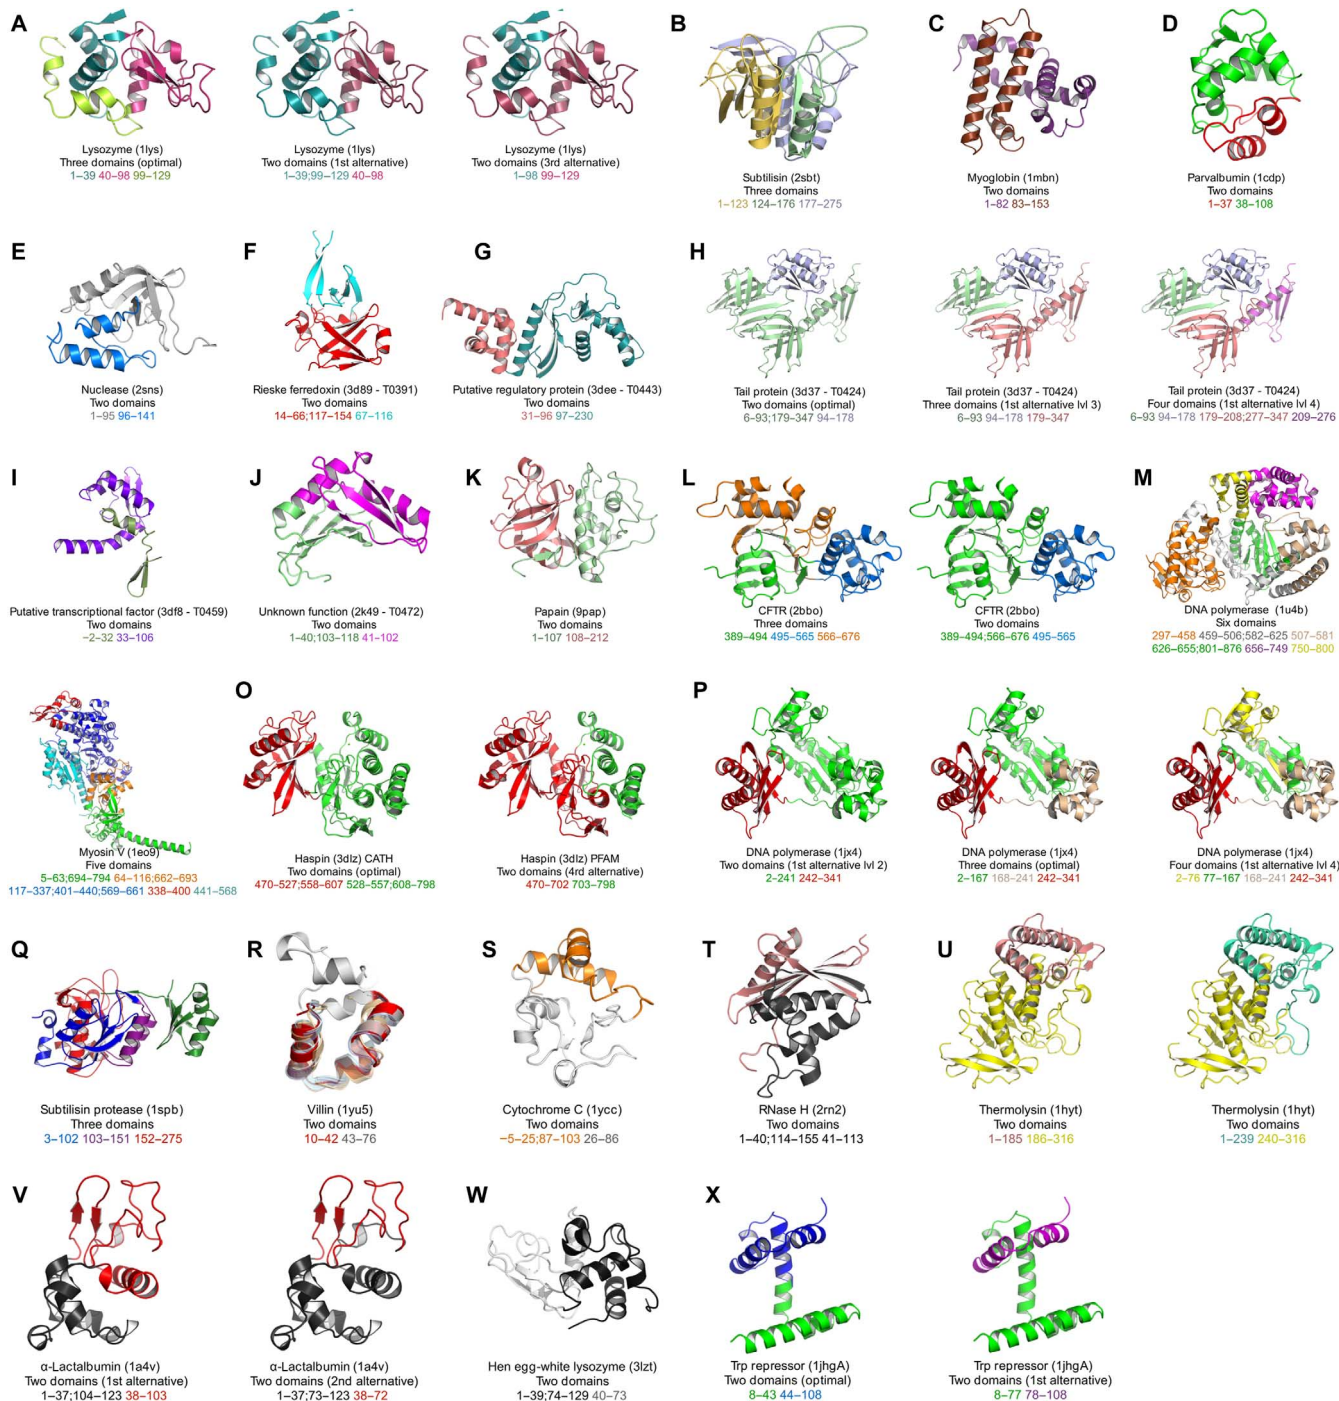 A
Lysozyme (1lys)
Three domains (optimal)
1–39 40–98 99–129
Lysozyme (1lys)
Two domains (1st alternative)
1–39;99–129 40–98
Lysozyme (1lys)
Two domains (3rd alternative)
1–98 99–129
B
Subtilisin (2sbt)
Three domains
1–123 124–176 177–275
C
Myoglobin (1mbn)
Two domains
1–82 83–153
D
Parvalbumin (1cdp)
Two domains
1–37 38–108
E
Nuclease (2sns)
Two domains
1–95 96–141
F
Rieske ferredoxin (3d89 - T0391)
Two domains
14–66;117–154 67–116
G
Putative regulatory protein (3dee - T0443)
Two domains
31–96 97–230
H
Tail protein (3d37 - T0424)
Two domains (optimal)
6–93;179–347 94–178
Tail protein (3d37 - T0424)
Three domains (1st alternative lvl 3)
6–93 94–178 179–347
Tail protein (3d37 - T0424)
Four domains (1st alternative lvl 4)
6–93 94–178 179–208;277–347 209–276
I
Putative transcriptional factor (3df8 - T0459)
Two domains
−2–32 33–106
J
Unknown function (2k49 - T0472)
Two domains
1–40;103–118 41–102
K
Papain (9pap)
Two domains
1–107 108–212
L
CFTR (2bbo)
Three domains
389–494 495–565 566–676
CFTR (2bbo)
Two domains
389–494;566–676 495–565
M
DNA polymerase (1u4b)
Six domains
297–458 459–506;582–625 507–581
626–655;801–876 656–749 750–800
Myosin V (1eo9)
Five domains
5–63;694–794 64–116;662–693
117–337;401–440;569–661 338–400 441–568
O
Haspin (3dlz) CATH
Two domains (optimal)
470–527;558–607 528–557;608–798
Haspin (3dlz) PFAM
Two domains (4rd alternative)
470–702 703–798
P
DNA polymerase (1jx4)
Two domains (1st alternative lvl 2)
2–241 242–341
DNA polymerase (1jx4)
Three domains (optimal)
2–167 168–241 242–341
DNA polymerase (1jx4)
Four domains (1st alternative lvl 4)
2–76 77–167 168–241 242–341
Q
Subtilisin protease (1spb)
Three domains
3–102 103–151 152–275
R
Villin (1yu5)
Two domains
10–42 43–76
S
Cytochrome C (1ycc)
Two domains
−5–25;87–103 26–86
T
RNase H (2rn2)
Two domains
1–40;114–155 41–113
U
Thermolysin (1hyt)
Two domains
1–185 186–316
Thermolysin (1hyt)
Two domains
1–239 240–316
V
α-Lactalbumin (1a4v)
Two domains (1st alternative)
1–37;104–123 38–103
α-Lactalbumin (1a4v)
Two domains (2nd alternative)
1–37;73–123 38–72
W
Hen egg-white lysozyme (3lzt)
Two domains
1–39;74–129 40–73
X
Trp repressor (1jhgA)
Two domains (optimal)
8–43 44–108
Trp repressor (1jhgA)
Two domains (1st alternative)
8–77 78–108